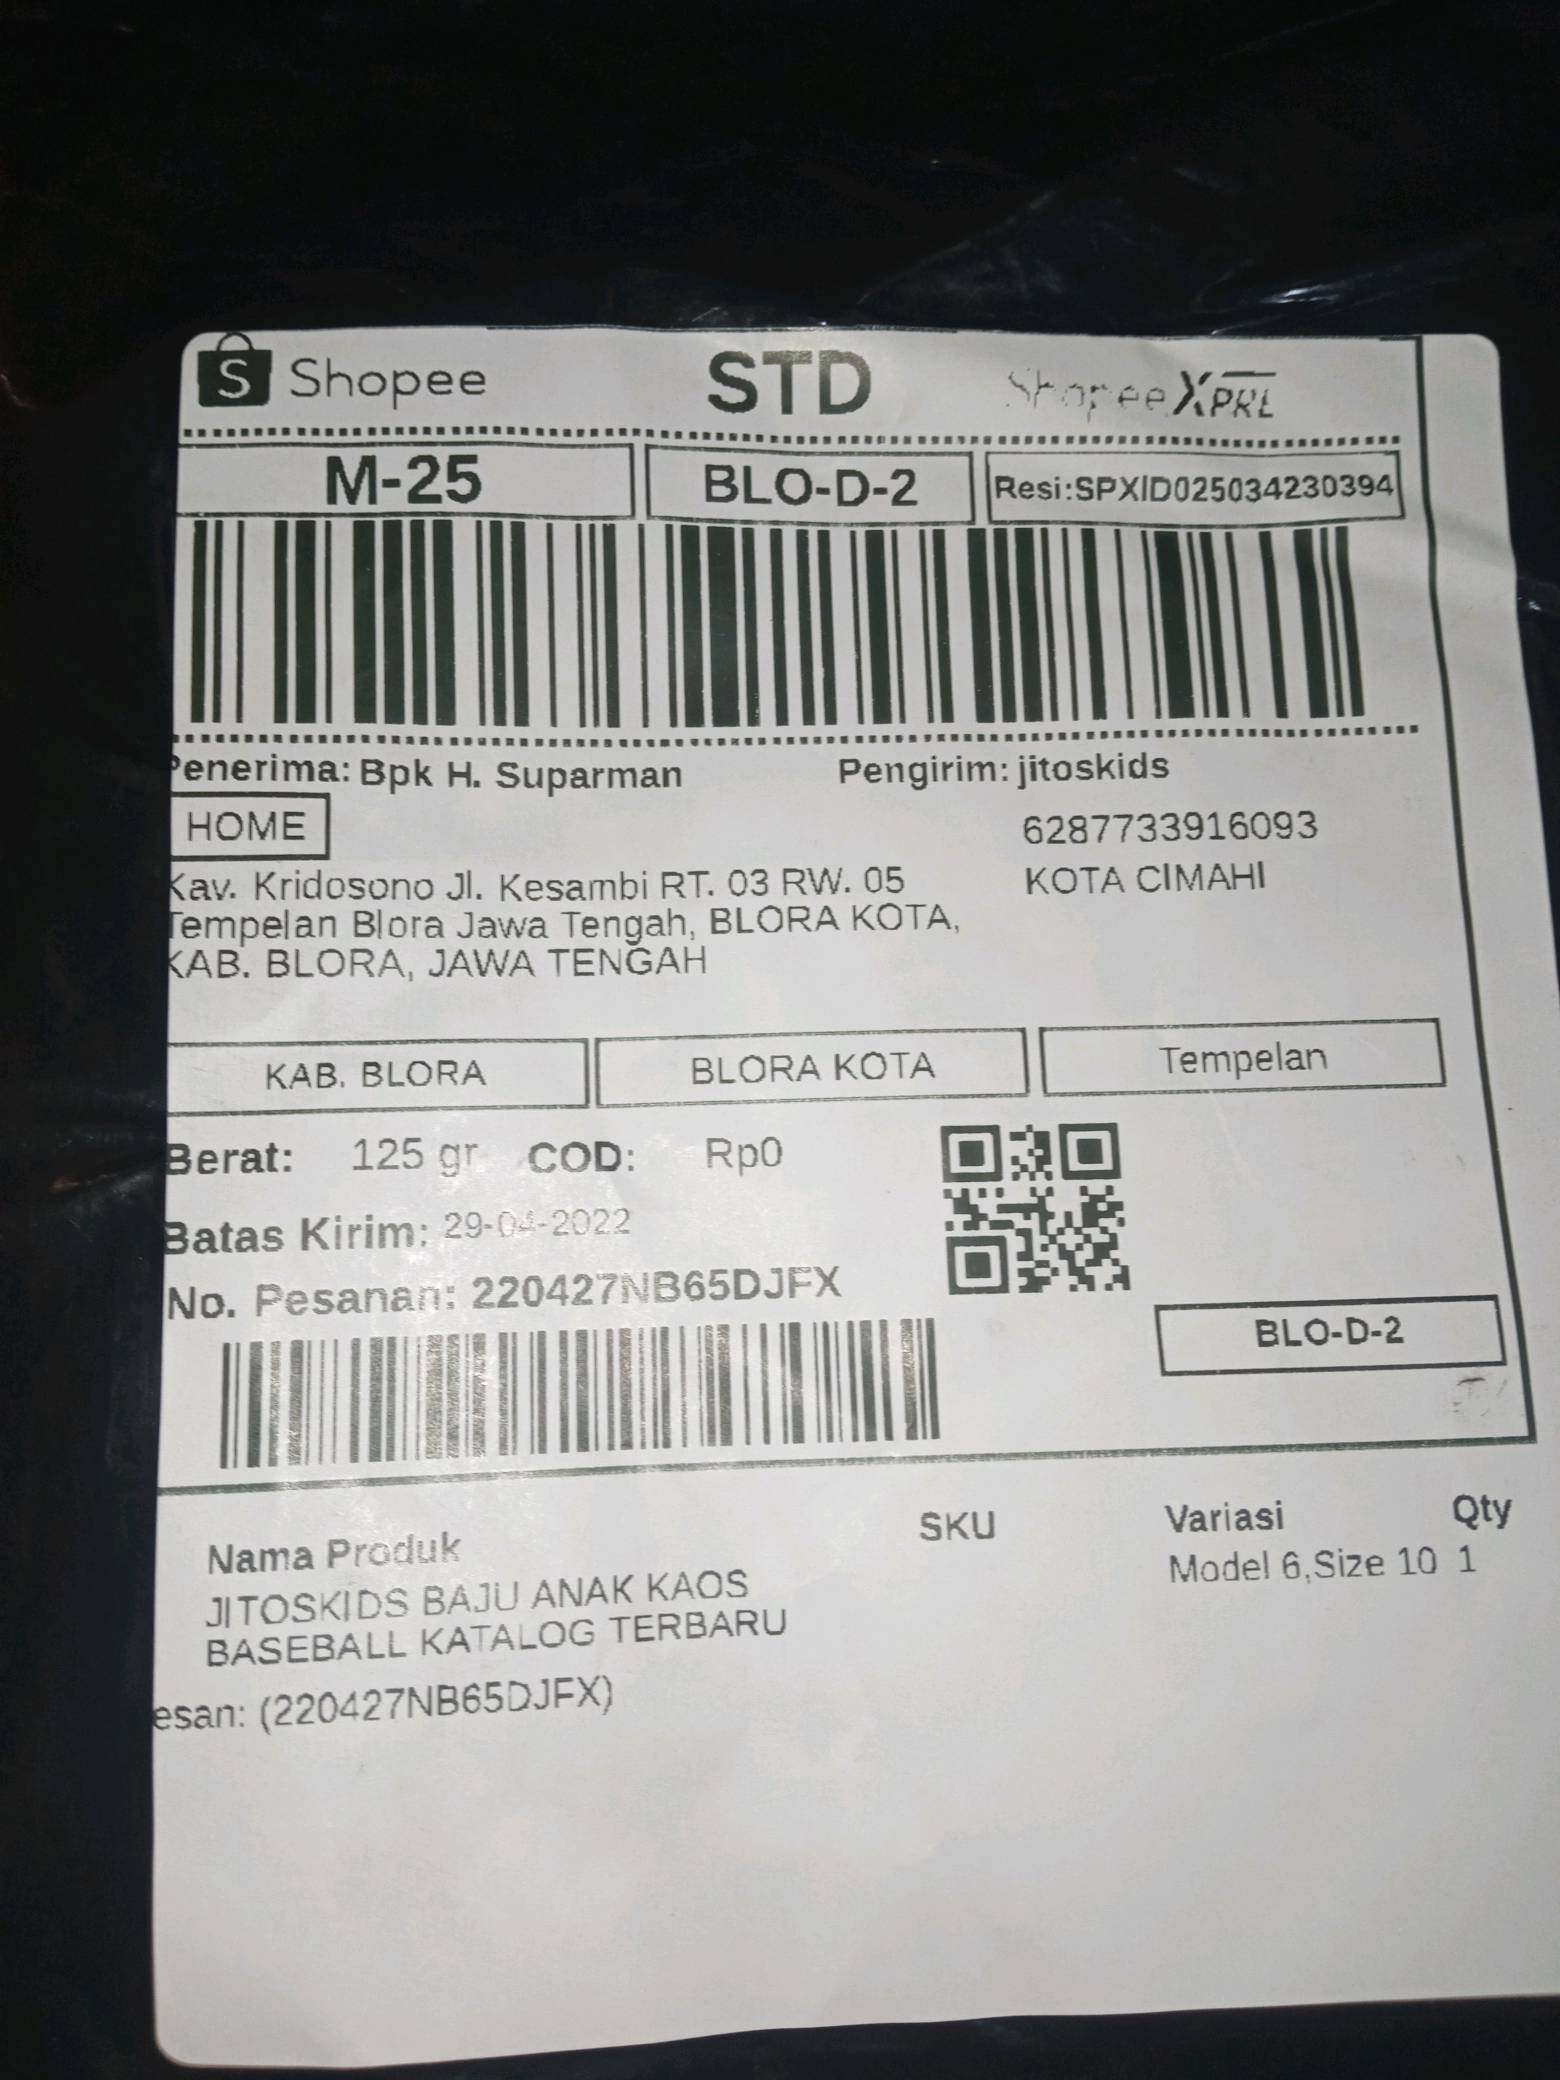 Shopee STD Shopee XPRE
M-25 BLO-D-2 Resi:SPXID025034230394
Penerima: Bpk H. Suparman Pengirim: jitoskids
HOME 6287733916093
Kav. Kridosono Jl. Kesambi RT. 03 RW. 05 KOTA CIMAHI
Tempelan Blora Jawa Tengah, BLORA KOTA,
KAB. BLORA, JAWA TENGAH
KAB. BLORA BLORA KOTA Tempelan
Berat: 125 gr COD: Rp0
Batas Kirim: 29-04-2022
No. Pesanan: 220427NB65DJFX
BLO-D-2
Nama Produk SKU Variasi Qty
JITOSKIDS BAJU ANAK KAOS Model 6,Size 10 1
BASEBALL KATALOG TERBARU
esan: (220427NB65DJFX)